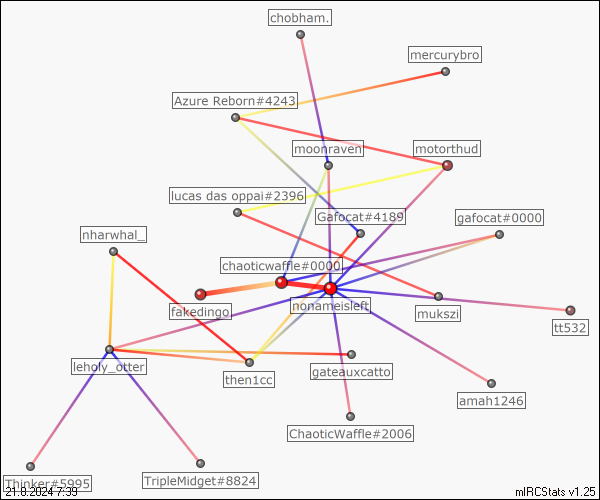 chobham.
mercurybro
Azure Reborn#4243
moonraven
motorthud
lucas das oppai#2396
Gafocat#4189
gafocat#0000
nharwhal_
chaoticwaffle#0000
fakedingo
nonameisleft
mukszi
tt532
leholy_otter
gateauxcatto
then1cc
amah1246
ChaoticWaffle#2006
Thinker#5995
TripleMidget#8824
21.8.2024 7:39
mIRCStats v1.25